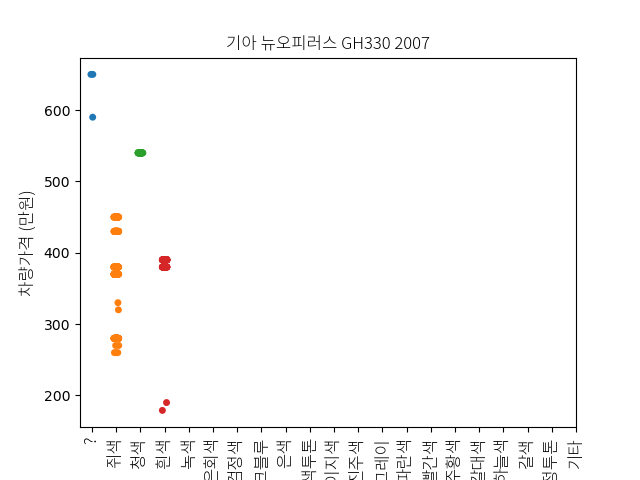 기아 뉴오피러스 GH330 2007
차량가격 (만원)
600
500
400
300
200
?
쥐색
청색
흰색
녹색
은회색
검정색
크블루
은색
색투톤
이지색
진주색
그레이
파란색
빨간색
주황색
갈대색
하늘색
갈색
정투톤
기타